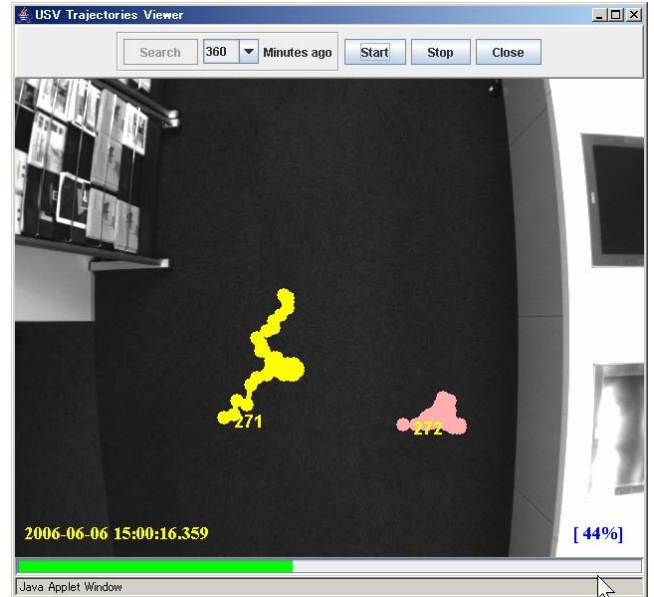 USV Trajectories Viewer
Search 360 Minutes ago Start Stop Close
271
272
2006-06-06 15:00:16.359 [ 44%]
Java Applet Window